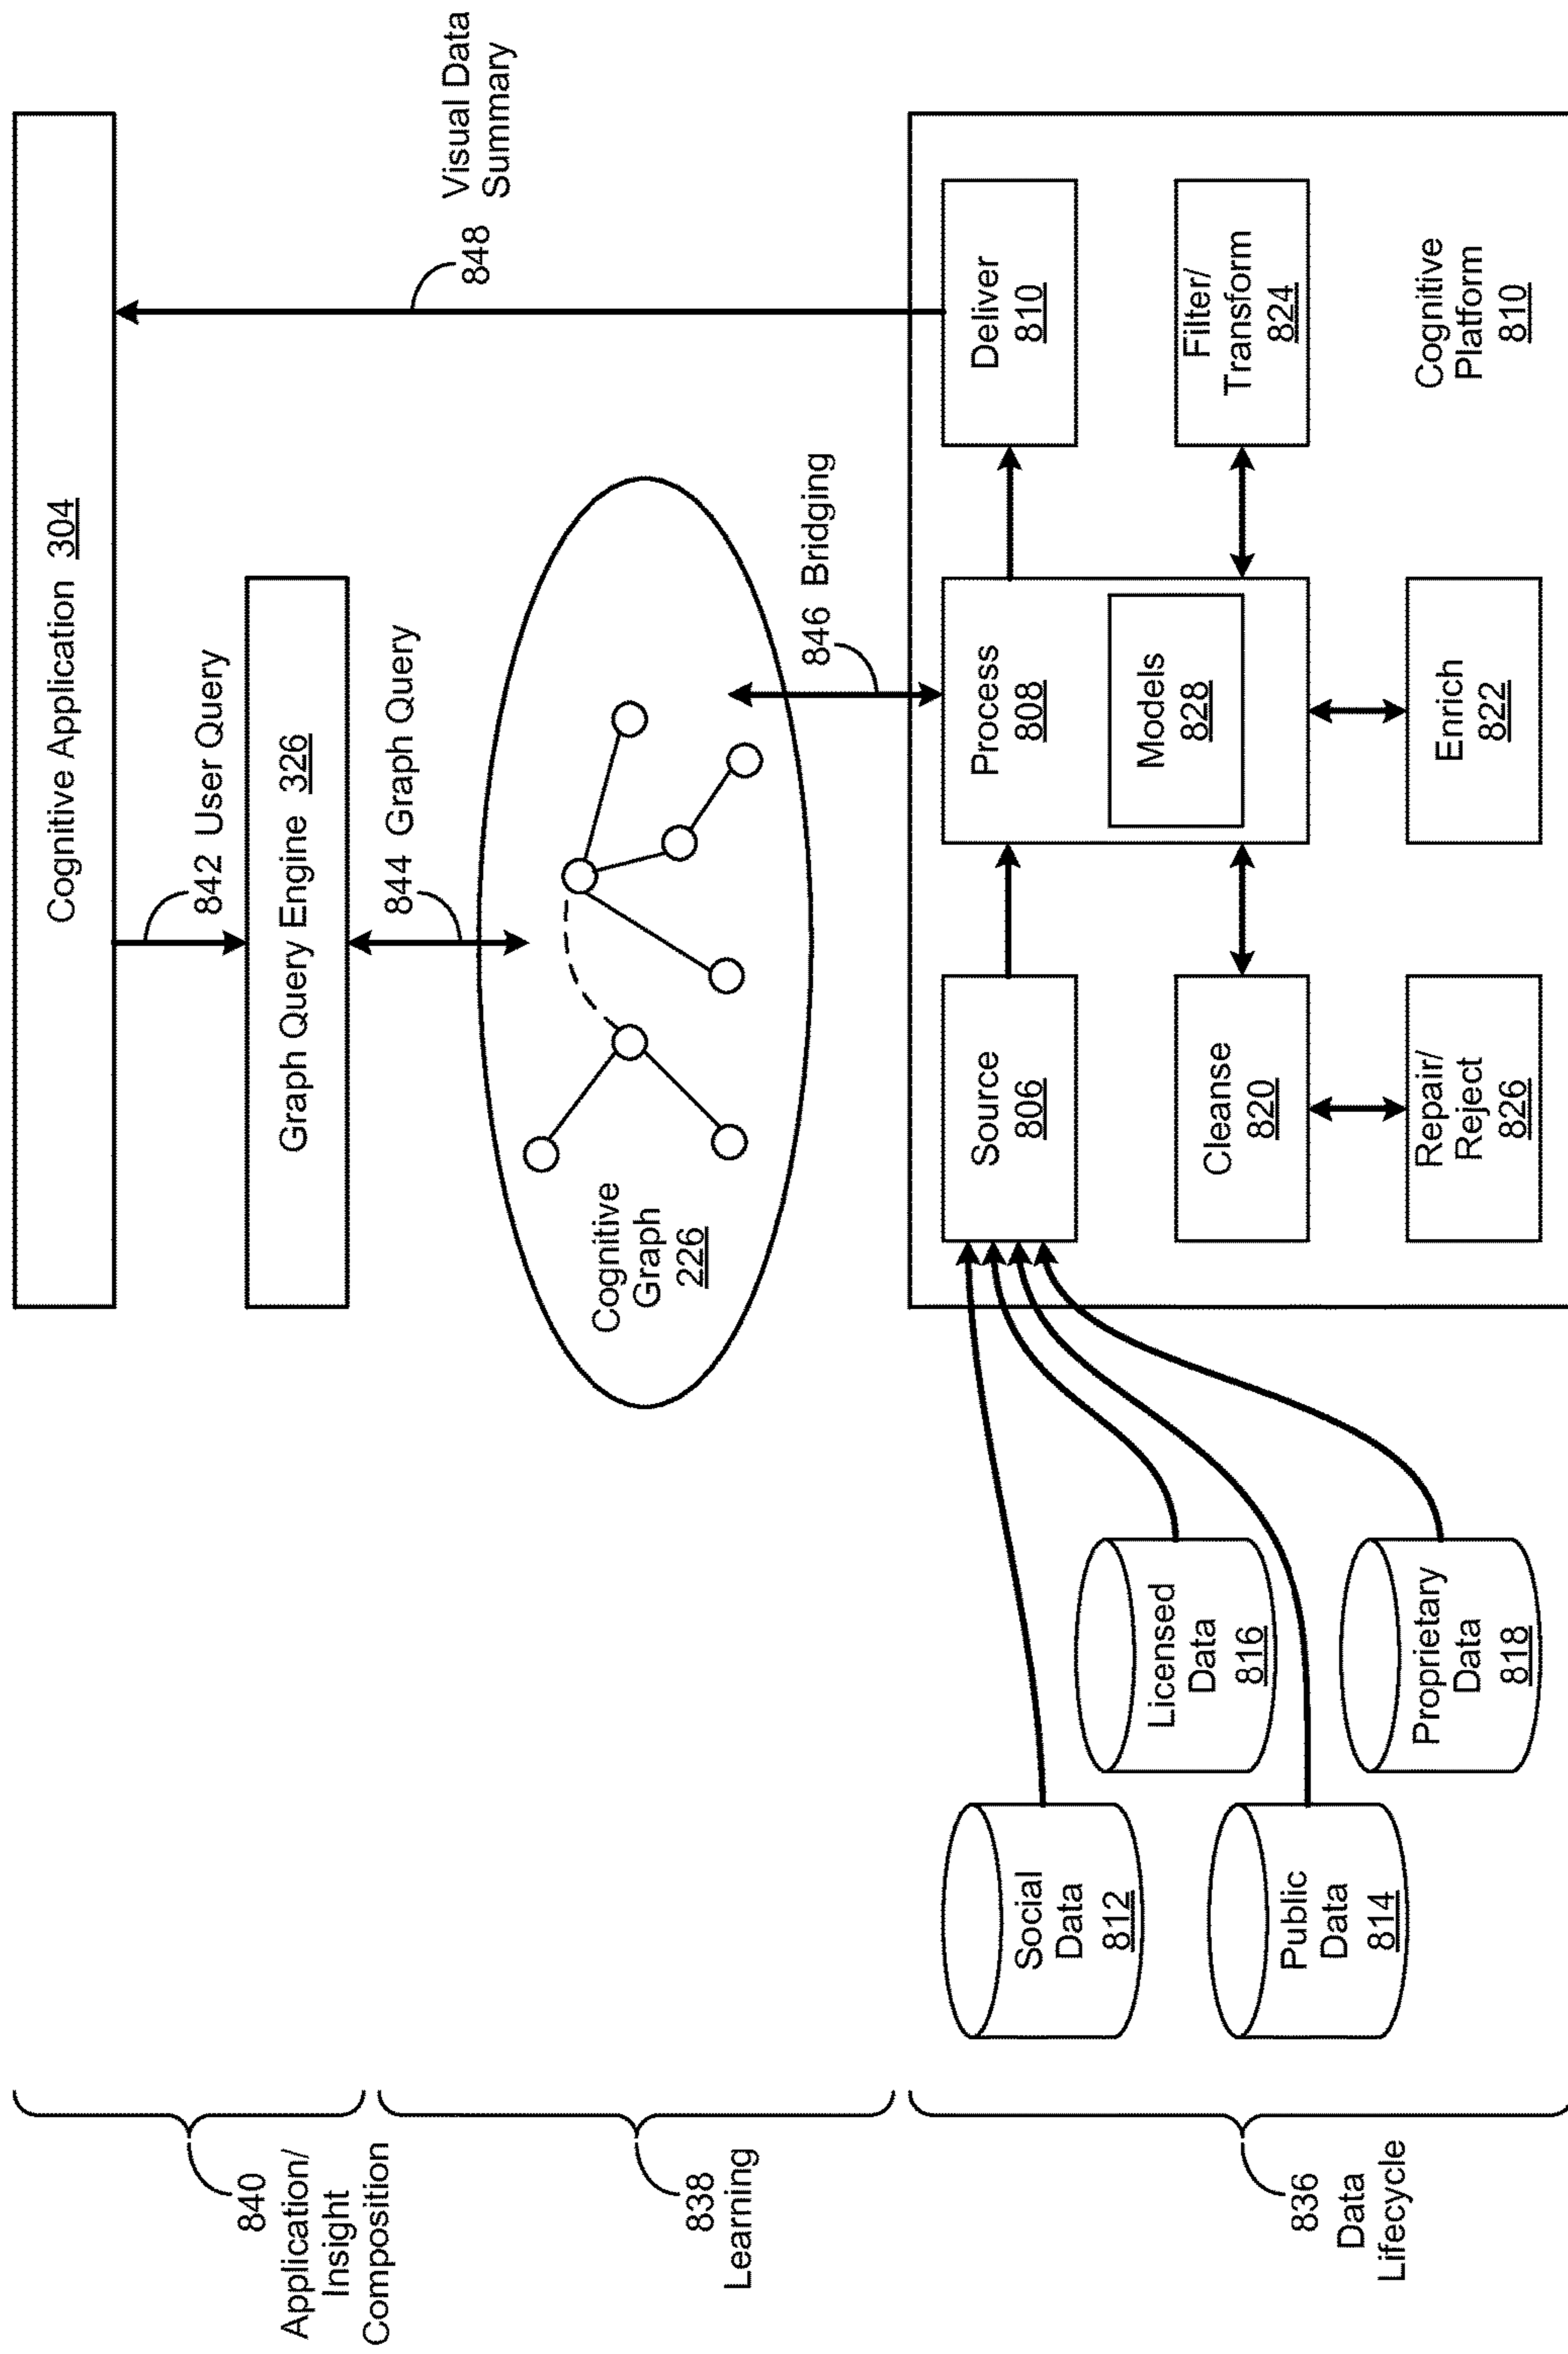 Cognitive Application 304
842 User Query
Graph Query Engine 326
844 Graph Query
848 Visual Data
Summary
840
Application/
Insight
Composition
Cognitive
Graph
226
846 Bridging
838
Learning
Source
806
Process
808
Models
828
Deliver
810
Cleanse
820
Filter/
Transform
824
Repair/
Reject
826
Enrich
822
Cognitive
Platform
810
Social
Data
812
Licensed
Data
816
Public
Data
814
Proprietary
Data
818
836
Data
Lifecycle